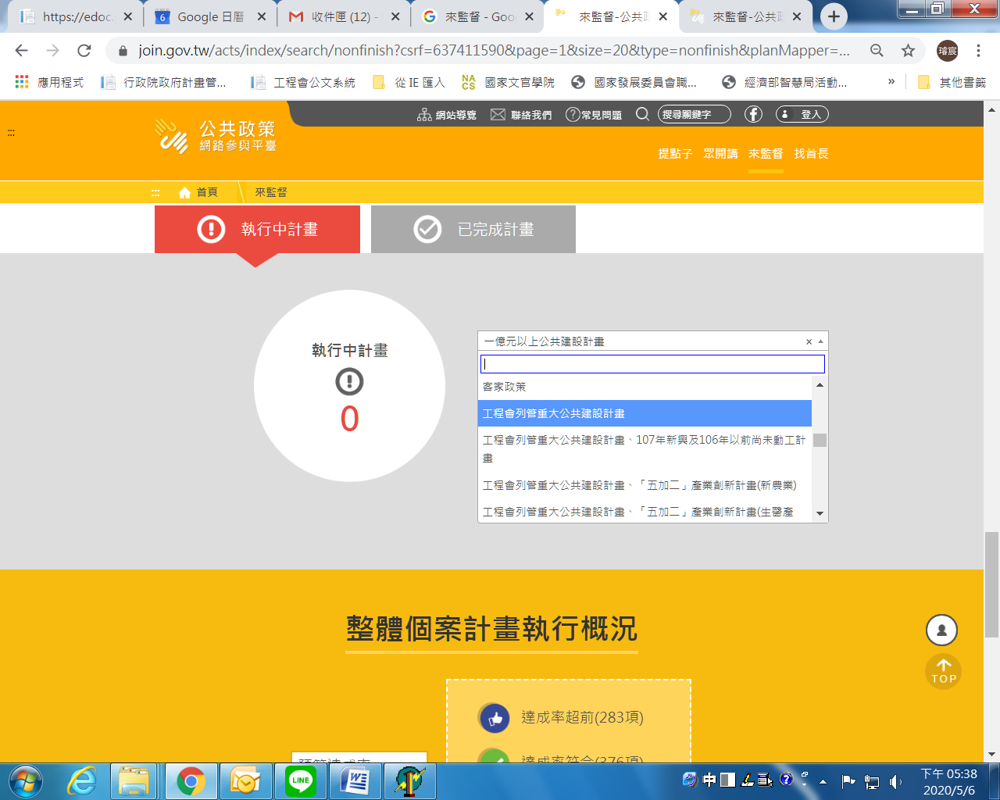 https://edoc.
Google 日曆
收件匣 (12) -
來監督 - Goo
來監督-公共政
來監督-公共政
join.gov.tw/acts/index/search/nonfinish?csrf=637411590&page=1&size=20&type=nonfinish&planMapper=...
璿宸
應用程式
行政院政府計畫管...
工程會公文系統
從 IE 匯入
NACS
國家文官學院
國家發展委員會職...
經濟部智慧局活動...
»
其他書籤
:::
公共政策
網路參與平臺
網站導覽
聯絡我們
常見問題
搜尋關鍵字
登入
提點子
眾開講
來監督
找首長
:::
首頁
來監督
執行中計畫
已完成計畫
執行中計畫
0
一億元以上公共建設計畫
×
客家政策
工程會列管重大公共建設計畫
工程會列管重大公共建設計畫、107年新興及106年以前尚未動工計
畫
工程會列管重大公共建設計畫、「五加二」產業創新計畫(新農業)
工程會列管重大公共建設計畫、「五加二」產業創新計畫(生醫產
整體個案計畫執行概況
TOP
達成率超前(283項)
達成率符合(376項)
預算達成率
LINE
中
下午 05:38
2020/5/6